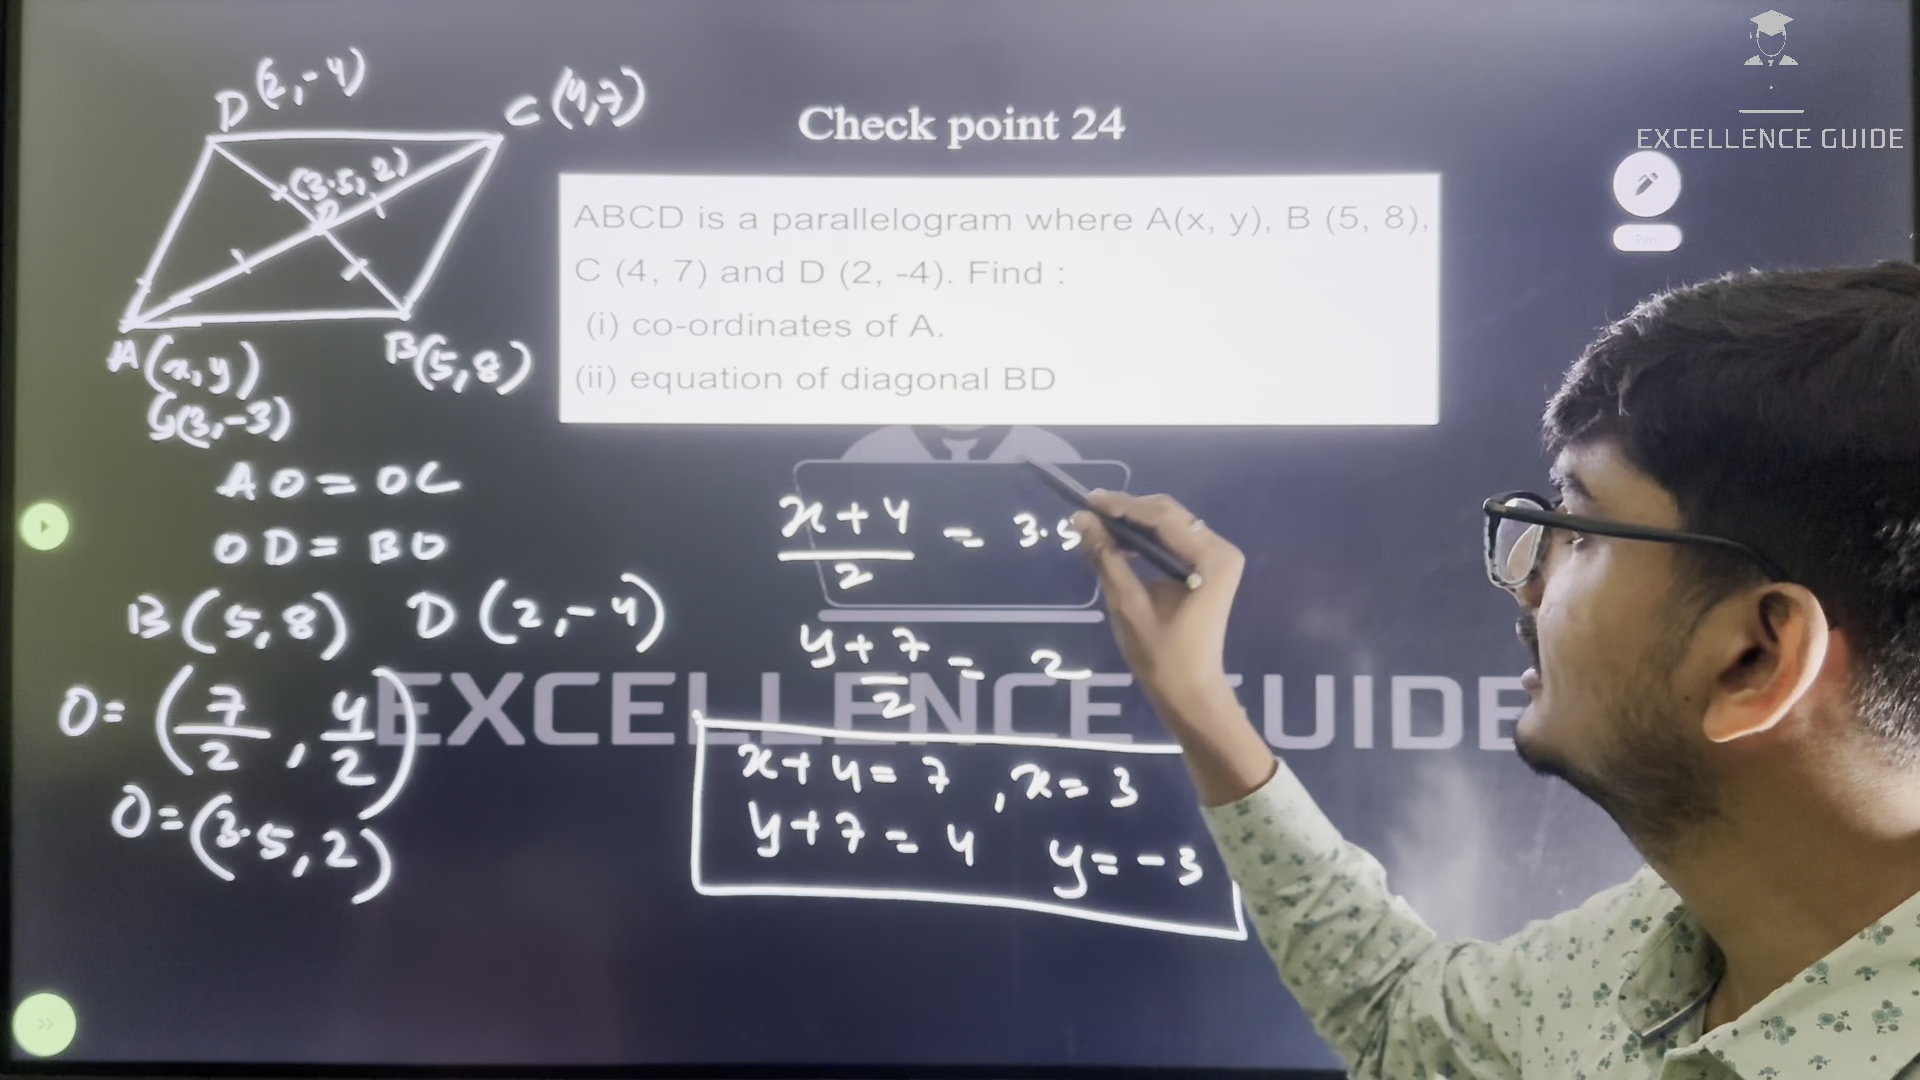 EXCELLENCE GUIDE
Check point 24
ABCD is a parallelogram where A(x, y), B (5, 8),
C (4, 7) and D (2, -4). Find :
(i) co-ordinates of A.
(ii) equation of diagonal BD
Pen
D (2, -4)
C (4, 7)
(3.5, 2)
O
A (x, y)
B (5, 8)
(3, -3)
AO = OC
OD = BO
B (5, 8) D (2, -4)
O = (7/2, 4/2)
O = (3.5, 2)
x+4/2 = 3.5
y+7/2 = 2
x+4 = 7, x = 3
y+7 = 4 y = -3
EXCELLENCE GUIDE